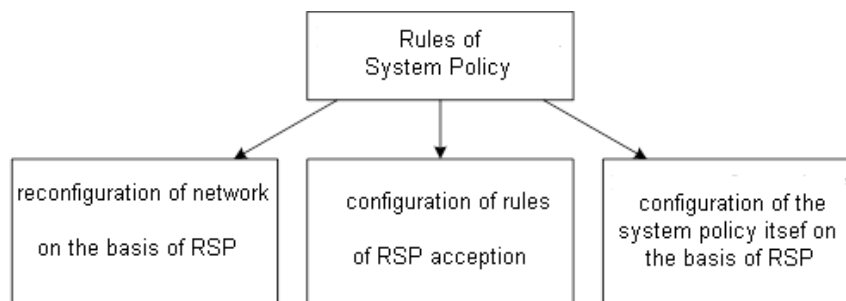 Rules of
System Policy
reconfiguration of network
on the basis of RSP
configuration of rules
of RSP acception
configuration of the
system policy itsef on
the basis of RSP